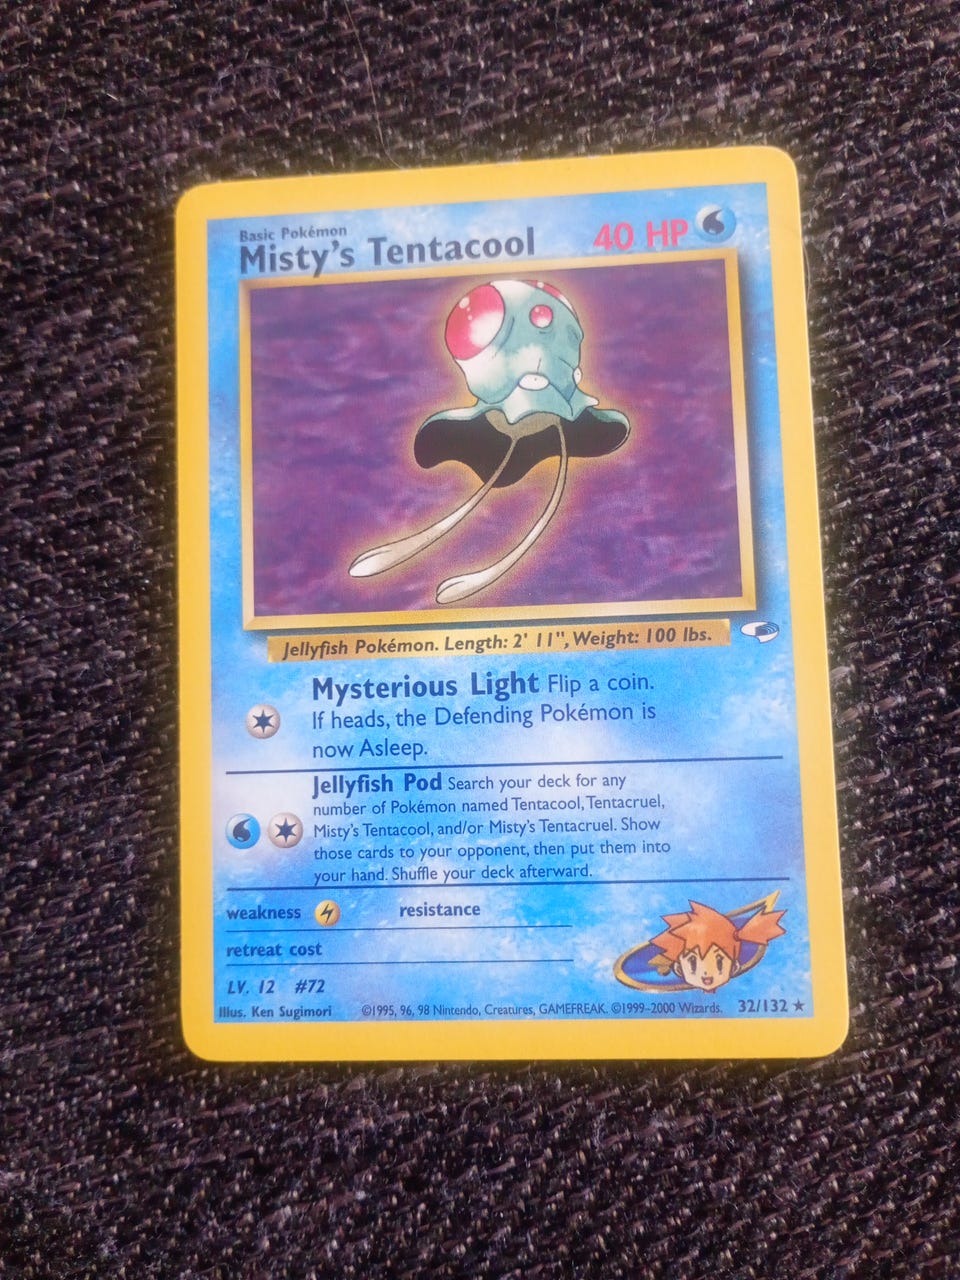 Basic Pokémon
Misty's Tentacool
40 HP
Jellyfish Pokémon. Length: 2' 11", Weight: 100 lbs.
Mysterious Light Flip a coin.
If heads, the Defending Pokémon is
now Asleep.
Jellyfish Pod Search your deck for any
number of Pokémon named Tentacool, Tentacruel,
Misty's Tentacool, and/or Misty's Tentacruel. Show
those cards to your opponent, then put them into
your hand. Shuffle your deck afterward.
weakness
resistance
retreat cost
LV. 12 #72
Illus. Ken Sugimori ©1995, 96, 98 Nintendo, Creatures, GAMEFREAK. ©1999–2000 Wizards. 32/132 ★